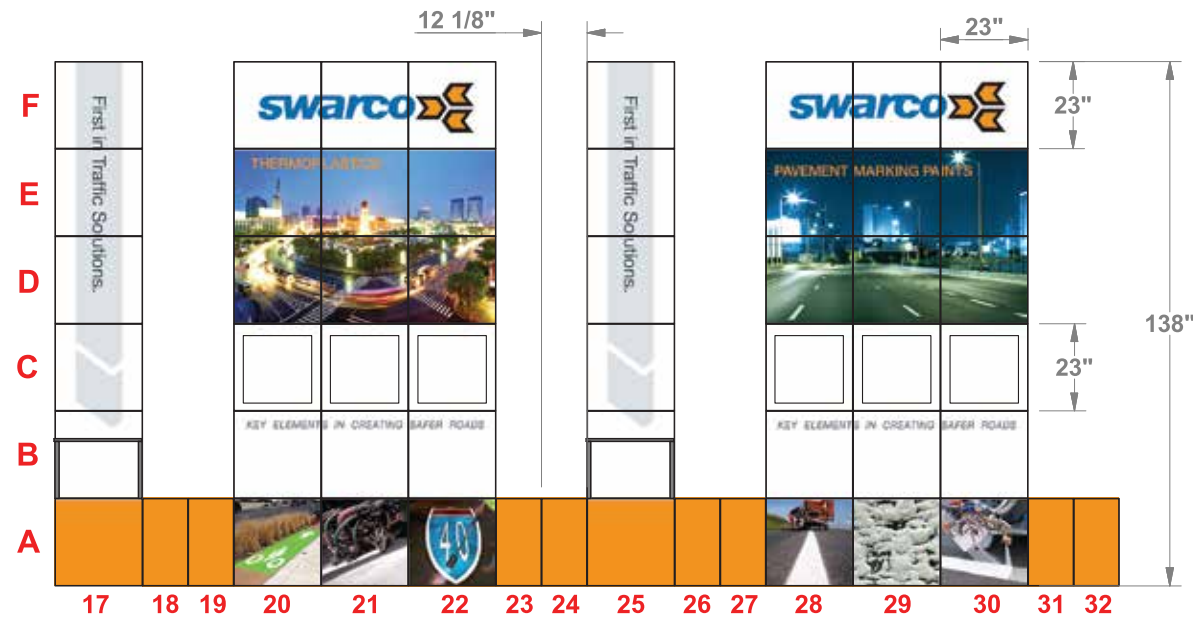 12 1/8"
23"
F
First in Traffic Solutions.
swarco
First in Traffic Solutions.
swarco
23"
E
THERMOPLASTICS
PAVEMENT MARKING PAINTS
D
138"
C
23"
KEY ELEMENTS IN CREATING SAFER ROADS
KEY ELEMENTS IN CREATING SAFER ROADS
B
A
40
17 18 19 20 21 22 23 24 25 26 27 28 29 30 31 32